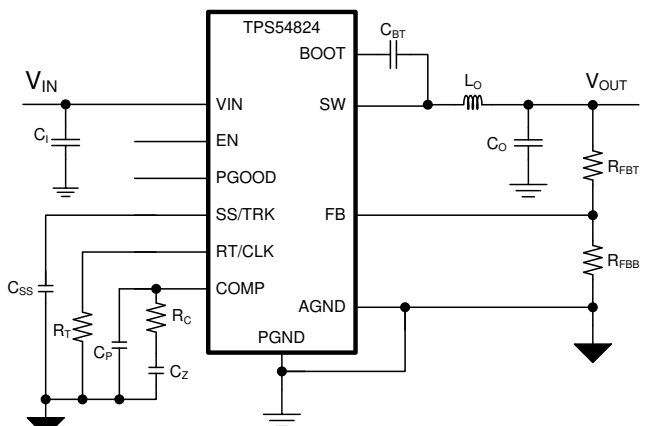 TPS54824
BOOT
C_BT
V_IN
VIN
SW
L_O
V_OUT
C_I
EN
C_O
PGOOD
R_FBT
SS/TRK
FB
RT/CLK
R_FBB
C_SS
COMP
AGND
R_T
R_C
PGND
C_P
C_Z